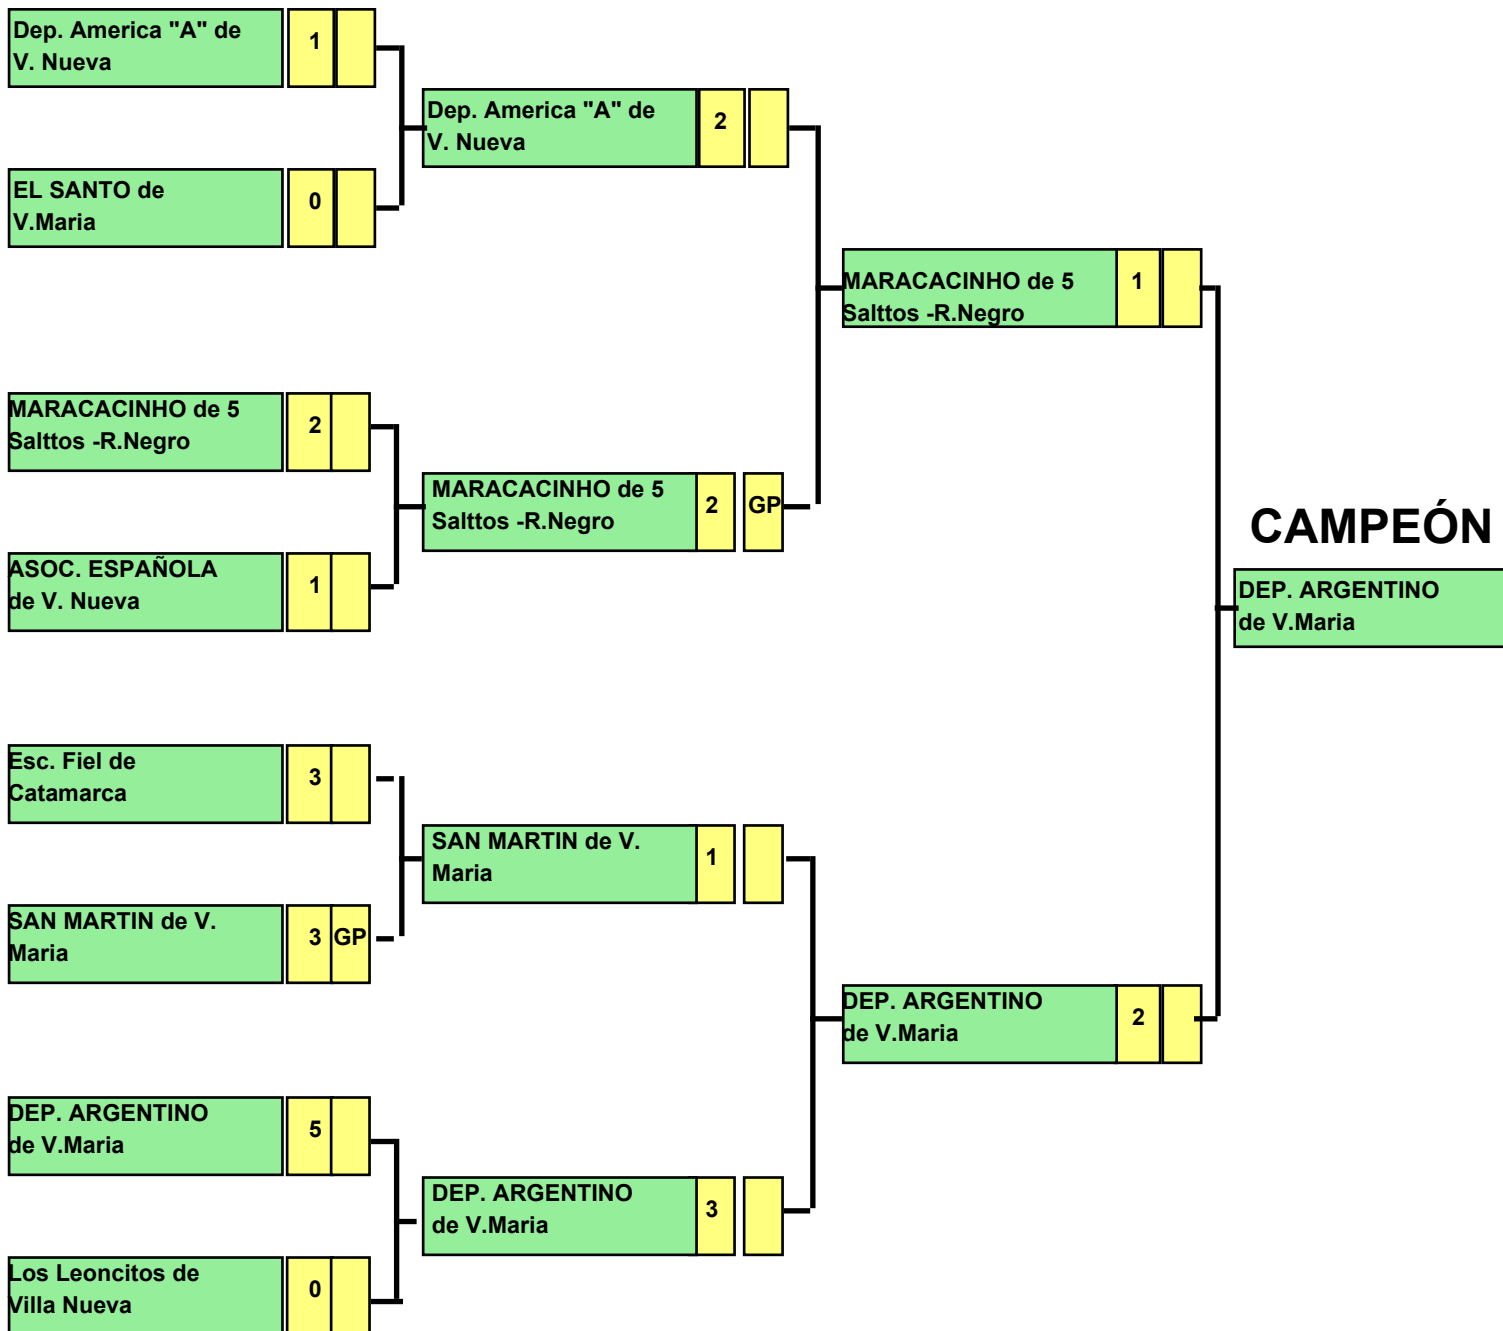 Dep. America "A" de
V. Nueva
1
EL SANTO de
V.Maria
0
MARACACINHO de 5
Salttos -R.Negro
2
ASOC. ESPAÑOLA
de V. Nueva
1
Esc. Fiel de
Catamarca
3
SAN MARTIN de V.
Maria
3 GP
DEP. ARGENTINO
de V.Maria
5
Los Leoncitos de
Villa Nueva
0
Dep. America "A" de
V. Nueva
2
MARACACINHO de 5
Salttos -R.Negro
2 GP
SAN MARTIN de V.
Maria
1
DEP. ARGENTINO
de V.Maria
3
MARACACINHO de 5
Salttos -R.Negro
1
DEP. ARGENTINO
de V.Maria
2
CAMPEÓN
DEP. ARGENTINO
de V.Maria